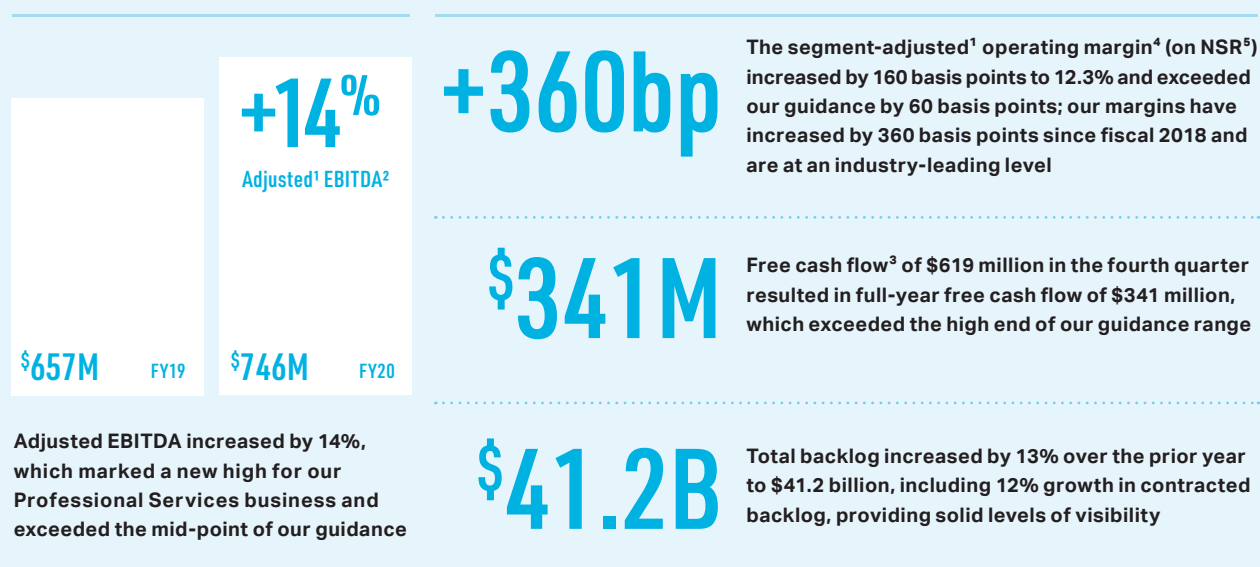 +14%
Adjusted¹ EBITDA²
$657M FY19
$746M FY20
Adjusted EBITDA increased by 14%,
which marked a new high for our
Professional Services business and
exceeded the mid-point of our guidance
+360bp
The segment-adjusted¹ operating margin⁴ (on NSR⁵)
increased by 160 basis points to 12.3% and exceeded
our guidance by 60 basis points; our margins have
increased by 360 basis points since fiscal 2018 and
are at an industry-leading level
$341M
Free cash flow³ of $619 million in the fourth quarter
resulted in full-year free cash flow of $341 million,
which exceeded the high end of our guidance range
$41.2B
Total backlog increased by 13% over the prior year
to $41.2 billion, including 12% growth in contracted
backlog, providing solid levels of visibility